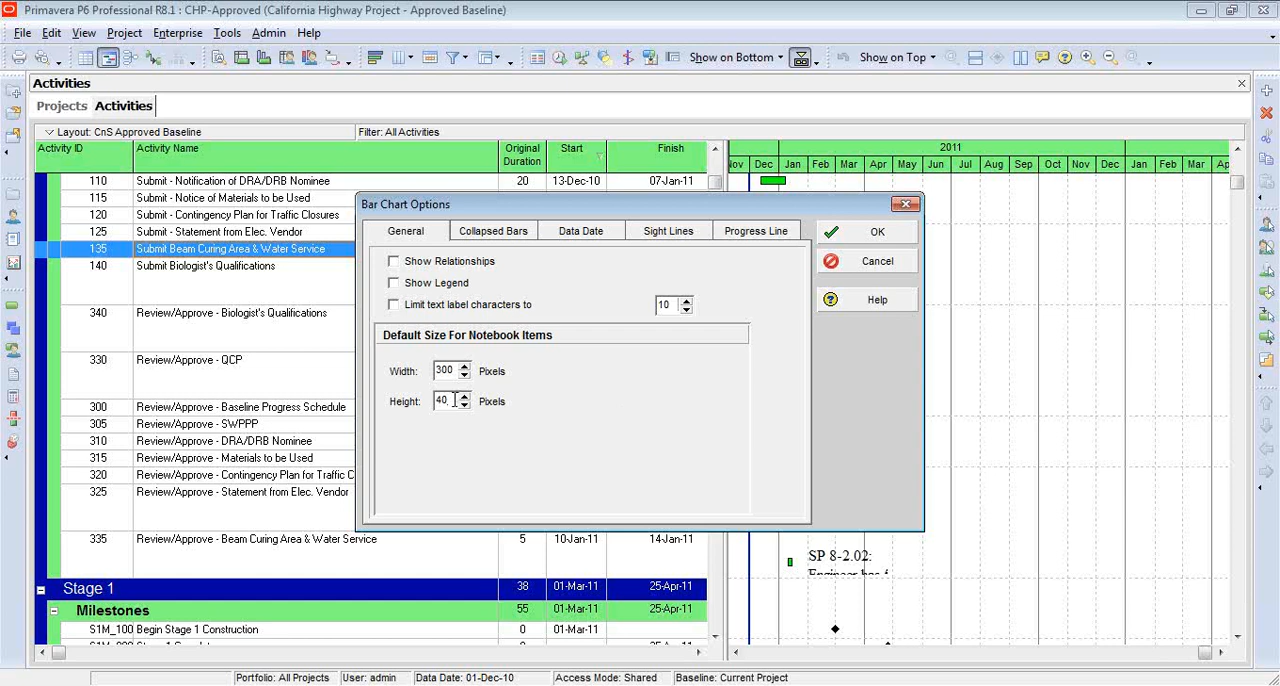 Primavera P6 Professional R8.1 : CHP-Approved (California Highway Project - Approved Baseline)
File Edit View Project Enterprise Tools Admin Help
Show on Bottom Show on Top
Activities
Projects Activities
Layout: CnS Approved Baseline Filter: All Activities
Activity ID Activity Name Original Duration Start Finish 2011
Nov Dec Jan Feb Mar Apr May Jun Jul Aug Sep Oct Nov Dec Jan Feb Mar Ap
110 Submit - Notification of DRA/DRB Nominee 20 13-Dec-10 07-Jan-11
115 Submit - Notice of Materials to be Used
120 Submit - Contingency Plan for Traffic Closures
125 Submit - Statement from Elec. Vendor
135 Submit Beam Curing Area & Water Service
140 Submit Biologist's Qualifications
340 Review/Approve - Biologist's Qualifications
330 Review/Approve - QCP
300 Review/Approve - Baseline Progress Schedule
305 Review/Approve - SWPPP
310 Review/Approve - DRA/DRB Nominee
315 Review/Approve - Materials to be Used
320 Review/Approve - Contingency Plan for Traffic C
325 Review/Approve - Statement from Elec. Vendor
335 Review/Approve - Beam Curing Area & Water Service 5 10-Jan-11 14-Jan-11
SP 8-2.02:
Engineer has
Stage 1 38 01-Mar-11 25-Apr-11
Milestones 55 01-Mar-11 25-Apr-11
S1M_100 Begin Stage 1 Construction 0 01-Mar-11
Bar Chart Options
General Collapsed Bars Data Date Sight Lines Progress Line
OK
Cancel
Help
Show Relationships
Show Legend
Limit text label characters to 10
Default Size For Notebook Items
Width: 300 Pixels
Height: 40 Pixels
Portfolio: All Projects User: admin Data Date: 01-Dec-10 Access Mode: Shared Baseline: Current Project